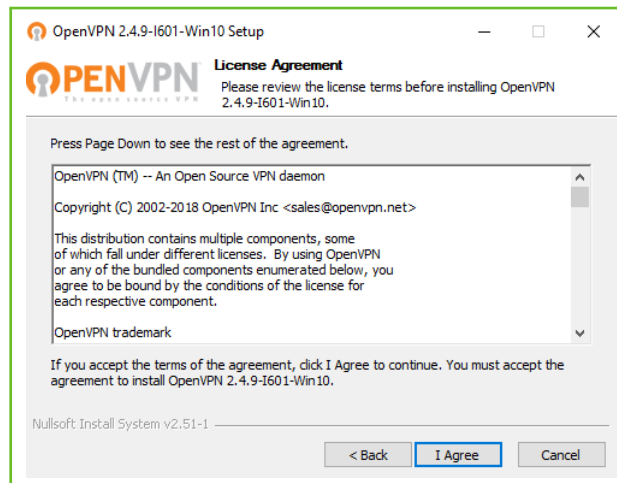 OpenVPN 2.4.9-I601-Win10 Setup
OPENVPN
The open source VPN
License Agreement
Please review the license terms before installing OpenVPN
2.4.9-I601-Win10.
Press Page Down to see the rest of the agreement.
OpenVPN (TM) -- An Open Source VPN daemon
Copyright (C) 2002-2018 OpenVPN Inc <sales@openvpn.net>
This distribution contains multiple components, some
of which fall under different licenses.  By using OpenVPN
or any of the bundled components enumerated below, you
agree to be bound by the conditions of the license for
each respective component.
OpenVPN trademark
If you accept the terms of the agreement, click I Agree to continue. You must accept the
agreement to install OpenVPN 2.4.9-I601-Win10.
Nullsoft Install System v2.51-1
< Back
I Agree
Cancel